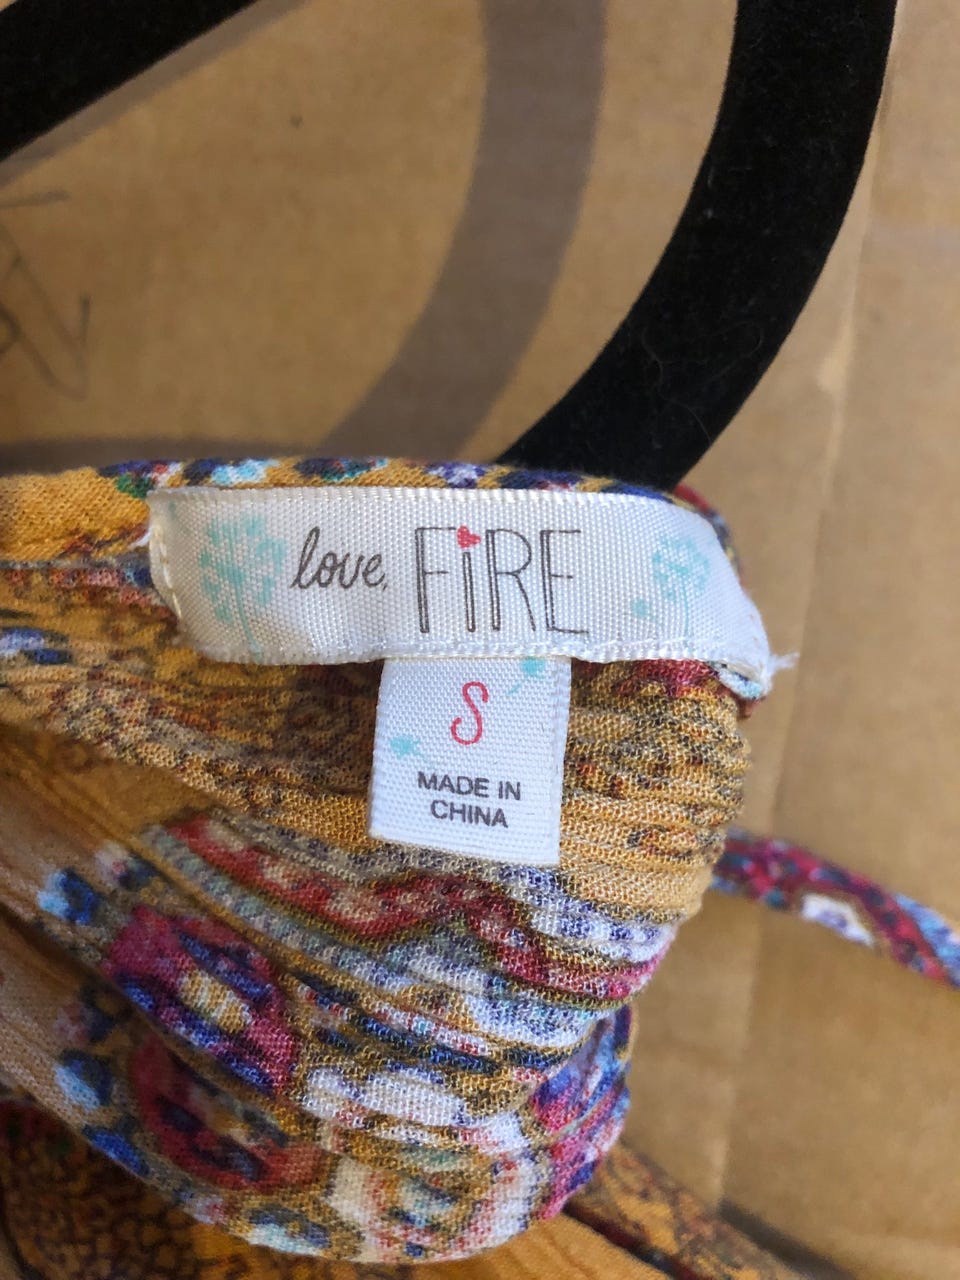 love, FiRE
S
MADE IN
CHINA